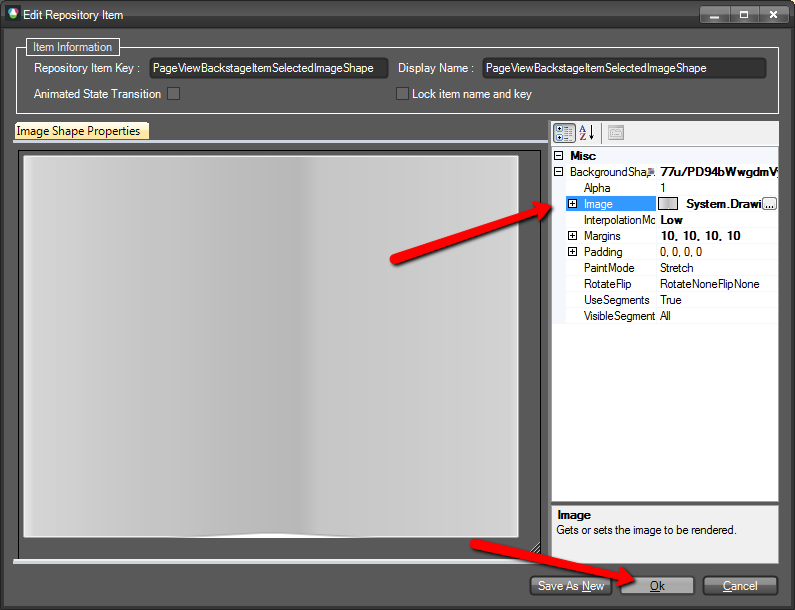 Edit Repository Item
Item Information
Repository Item Key : PageViewBackstageItemSelectedImageShape Display Name : PageViewBackstageItemSelectedImageShape
Animated State Transition Lock item name and key
Image Shape Properties
Misc
BackgroundSha 77u/PD94bWwgdmV
Alpha 1
Image System.Drawi ...
InterpolationMo Low
Margins 10, 10, 10, 10
Padding 0, 0, 0, 0
PaintMode Stretch
RotateFlip RotateNoneFlipNone
UseSegments True
VisibleSegment All
Image
Gets or sets the image to be rendered.
Save As New Ok Cancel